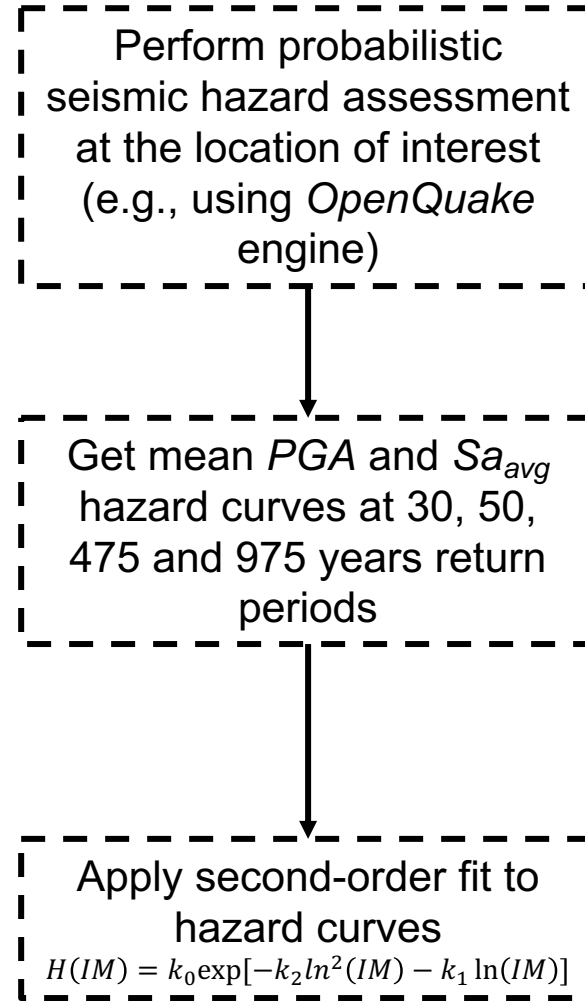 Perform probabilistic
seismic hazard assessment
at the location of interest
(e.g., using OpenQuake
engine)
Get mean PGA and Sa_avg
hazard curves at 30, 50,
475 and 975 years return
periods
Apply second-order fit to
hazard curves
H(IM) = k₀exp[−k₂ln²(IM) − k₁ ln(IM)]